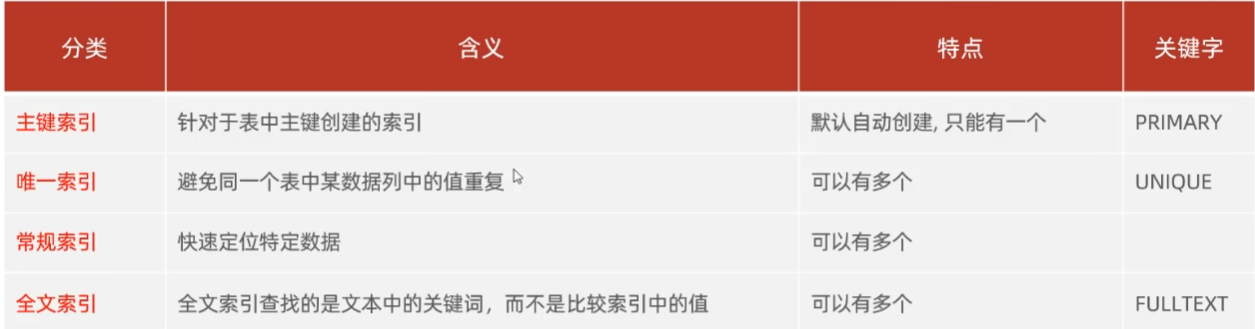 分类 含义 特点 关键字
主键索引 针对于表中主键创建的索引 默认自动创建, 只能有一个 PRIMARY
唯一索引 避免同一个表中某数据列中的值重复 可以有多个 UNIQUE
常规索引 快速定位特定数据 可以有多个
全文索引 全文索引查找的是文本中的关键词，而不是比较索引中的值 可以有多个 FULLTEXT